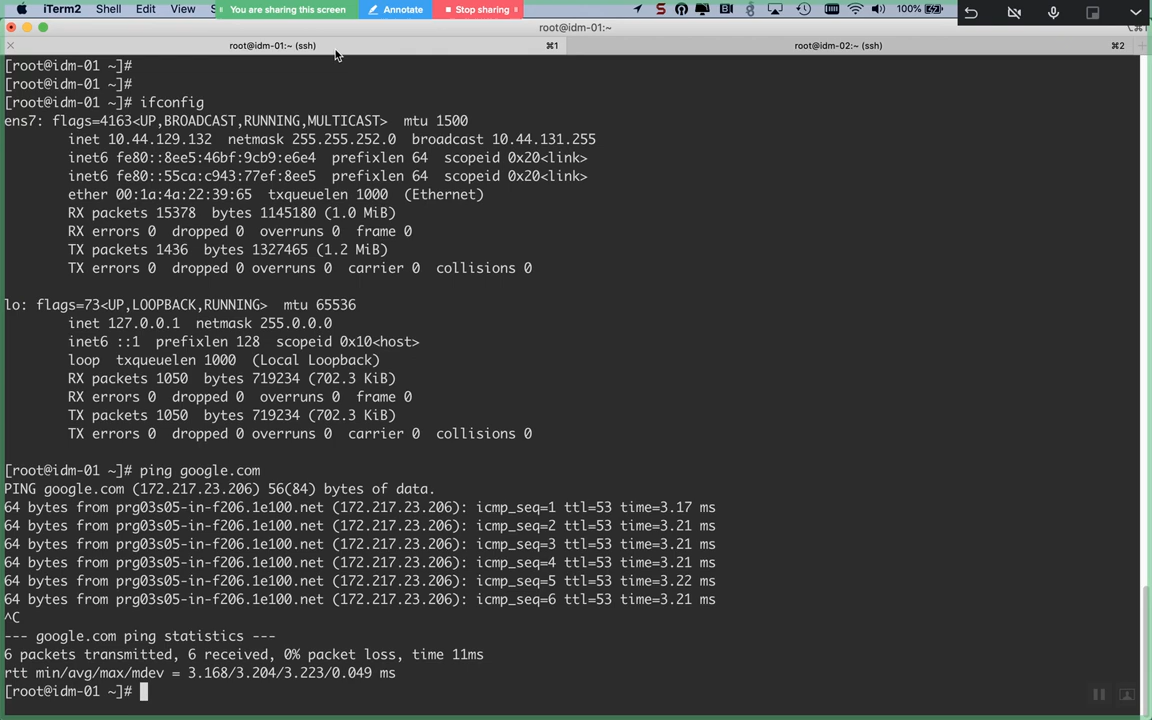 iTerm2 Shell Edit View You are sharing this screen Annotate Stop sharing 100%
root@idm-01:~ (ssh)
root@idm-01:~ (ssh) ⌘1 root@idm-02:~ (ssh) ⌘2
[root@idm-01 ~]#
[root@idm-01 ~]#
[root@idm-01 ~]# ifconfig
ens7: flags=4163<UP,BROADCAST,RUNNING,MULTICAST> mtu 1500
inet 10.44.129.132 netmask 255.255.252.0 broadcast 10.44.131.255
inet6 fe80::8ee5:46bf:9cb9:e6e4 prefixlen 64 scopeid 0x20<link>
inet6 fe80::55ca:c943:77ef:8ee5 prefixlen 64 scopeid 0x20<link>
ether 00:1a:4a:22:39:65 txqueuelen 1000 (Ethernet)
RX packets 15378 bytes 1145180 (1.0 MiB)
RX errors 0 dropped 0 overruns 0 frame 0
TX packets 1436 bytes 1327465 (1.2 MiB)
TX errors 0 dropped 0 overruns 0 carrier 0 collisions 0
lo: flags=73<UP,LOOPBACK,RUNNING> mtu 65536
inet 127.0.0.1 netmask 255.0.0.0
inet6 ::1 prefixlen 128 scopeid 0x10<host>
loop txqueuelen 1000 (Local Loopback)
RX packets 1050 bytes 719234 (702.3 KiB)
RX errors 0 dropped 0 overruns 0 frame 0
TX packets 1050 bytes 719234 (702.3 KiB)
TX errors 0 dropped 0 overruns 0 carrier 0 collisions 0
[root@idm-01 ~]# ping google.com
PING google.com (172.217.23.206) 56(84) bytes of data.
64 bytes from prg03s05-in-f206.1e100.net (172.217.23.206): icmp_seq=1 ttl=53 time=3.17 ms
64 bytes from prg03s05-in-f206.1e100.net (172.217.23.206): icmp_seq=2 ttl=53 time=3.21 ms
64 bytes from prg03s05-in-f206.1e100.net (172.217.23.206): icmp_seq=3 ttl=53 time=3.21 ms
64 bytes from prg03s05-in-f206.1e100.net (172.217.23.206): icmp_seq=4 ttl=53 time=3.21 ms
64 bytes from prg03s05-in-f206.1e100.net (172.217.23.206): icmp_seq=5 ttl=53 time=3.22 ms
64 bytes from prg03s05-in-f206.1e100.net (172.217.23.206): icmp_seq=6 ttl=53 time=3.21 ms
^C
--- google.com ping statistics ---
6 packets transmitted, 6 received, 0% packet loss, time 11ms
rtt min/avg/max/mdev = 3.168/3.204/3.223/0.049 ms
[root@idm-01 ~]#